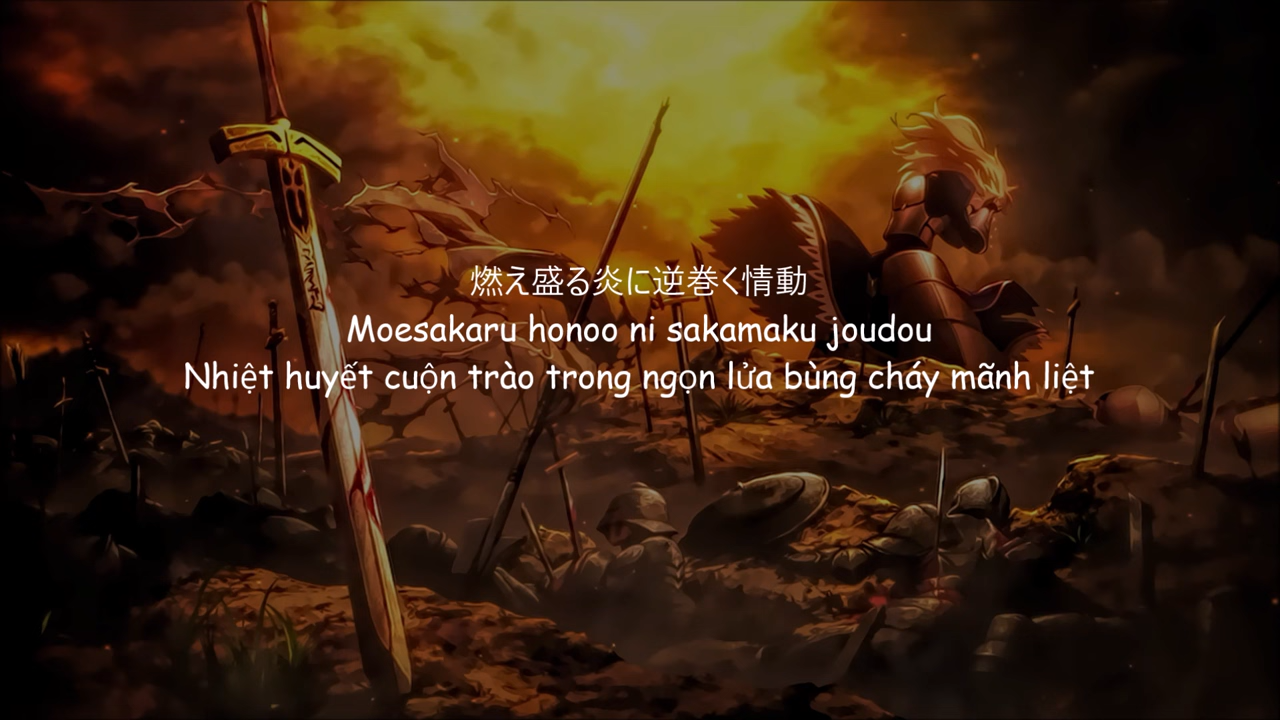 燃え盛る炎に逆巻く情動
Moesakaru honoo ni sakamaku joudou
Nhiệt huyết cuộn trào trong ngọn lửa bùng cháy mãnh liệt